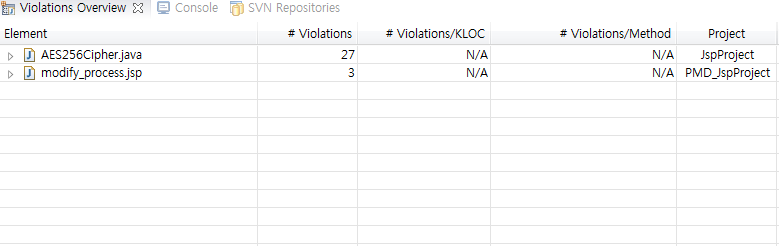 Violations Overview Console SVN Repositories
Element # Violations # Violations/KLOC # Violations/Method Project
J AES256Cipher.java 27 N/A N/A JspProject
J modify_process.jsp 3 N/A N/A PMD_JspProject